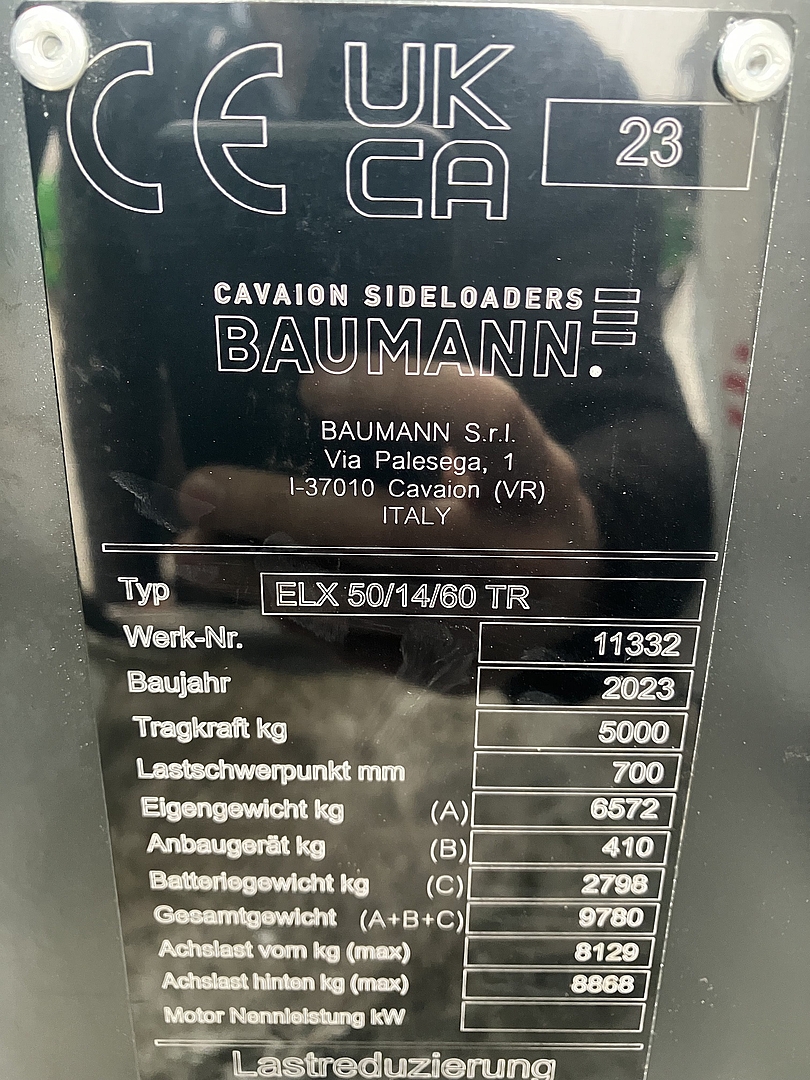 CE UK
CA 23
CAVAION SIDELOADERS
BAUMANN.
BAUMANN S.r.l.
Via Palesega, 1
I-37010 Cavaion (VR)
ITALY
Typ ELX 50/14/60 TR
Werk-Nr. 11332
Baujahr 2023
Tragkraft kg 5000
Lastschwerpunkt mm 700
Eigengewicht kg (A) 6572
Anbaugerät kg (B) 410
Batteriegewicht kg (C) 2798
Gesamtgewicht (A+B+C) 9780
Achslast vorn kg (max) 8129
Achslast hinten kg (max) 8868
Motor Nennleistung kW
Lastreduzierung